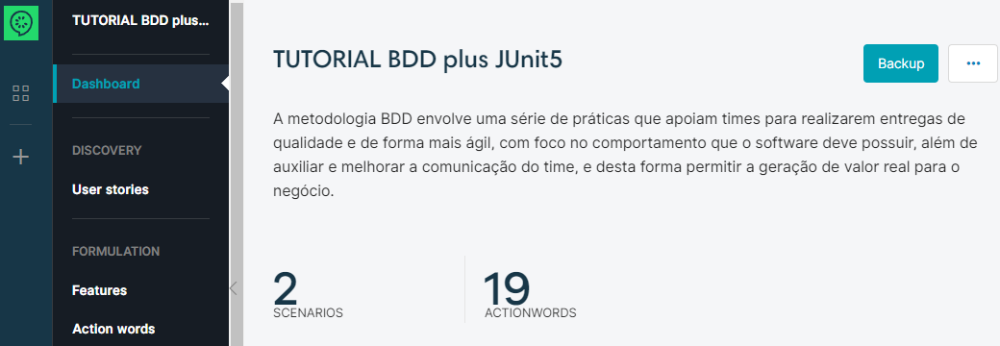 TUTORIAL BDD plus...
Dashboard
DISCOVERY
User stories
FORMULATION
Features
Action words
TUTORIAL BDD plus JUnit5
Backup
...
A metodologia BDD envolve uma série de práticas que apoiam times para realizarem entregas de
qualidade e de forma mais ágil, com foco no comportamento que o software deve possuir, além de
auxiliar e melhorar a comunicação do time, e desta forma permitir a geração de valor real para o
negócio.
2
SCENARIOS
19
ACTIONWORDS